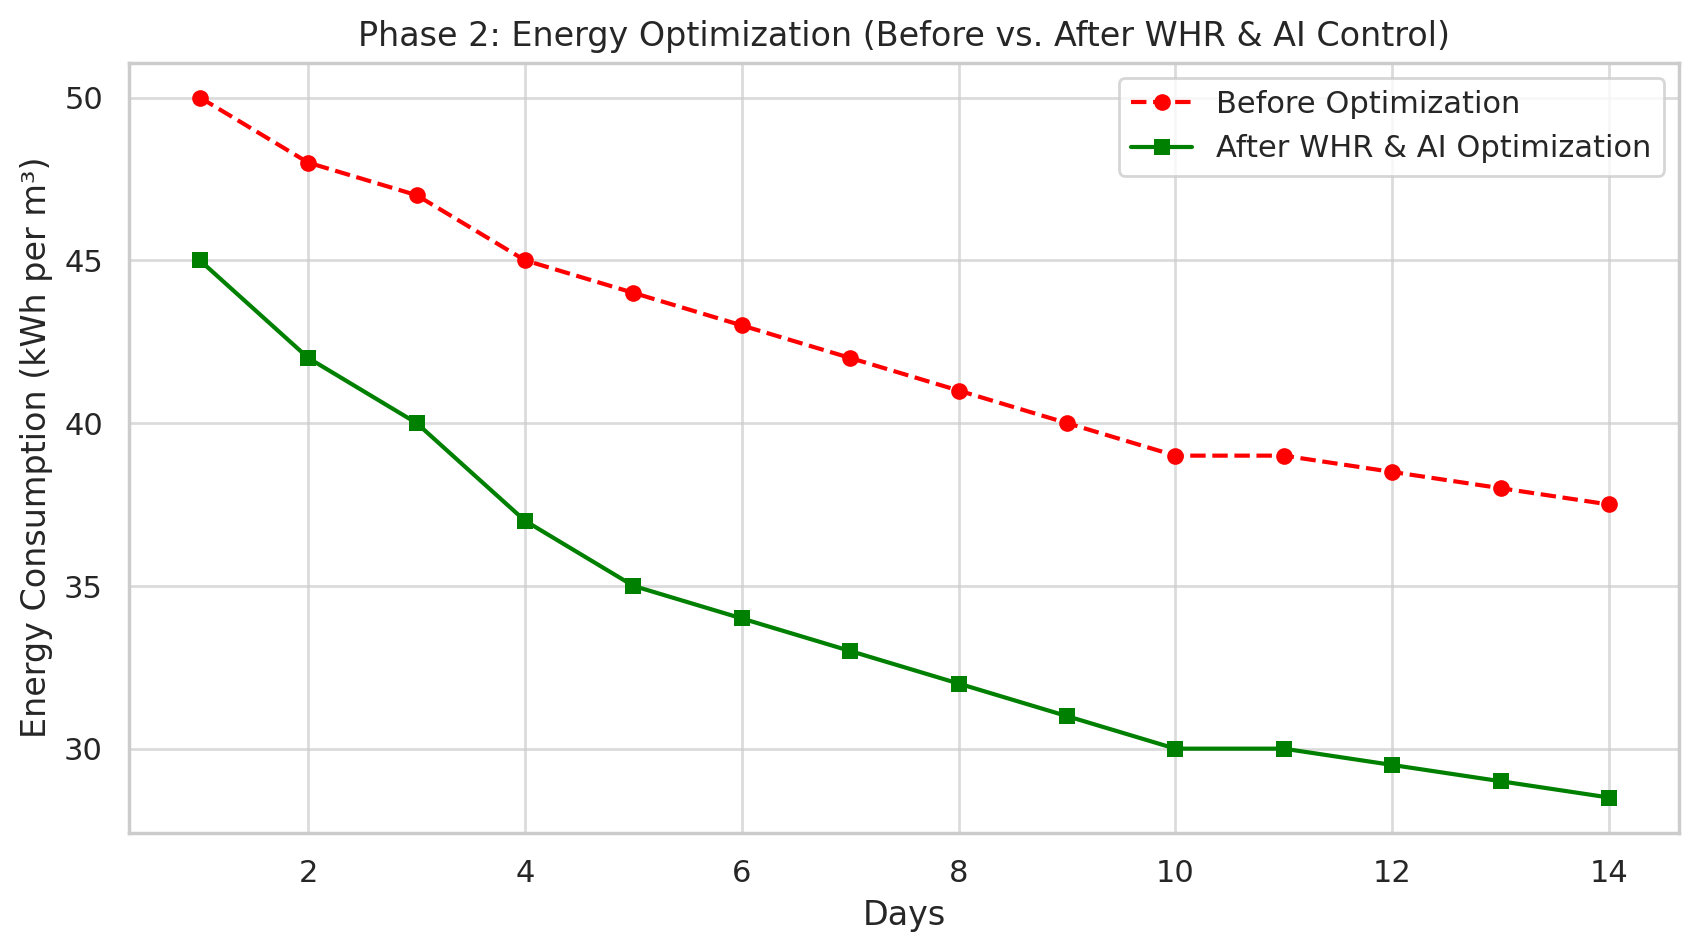 Phase 2: Energy Optimization (Before vs. After WHR & AI Control)
Before Optimization
After WHR & AI Optimization
Energy Consumption (kWh per m³)
50
45
40
35
30
2 4 6 8 10 12 14
Days